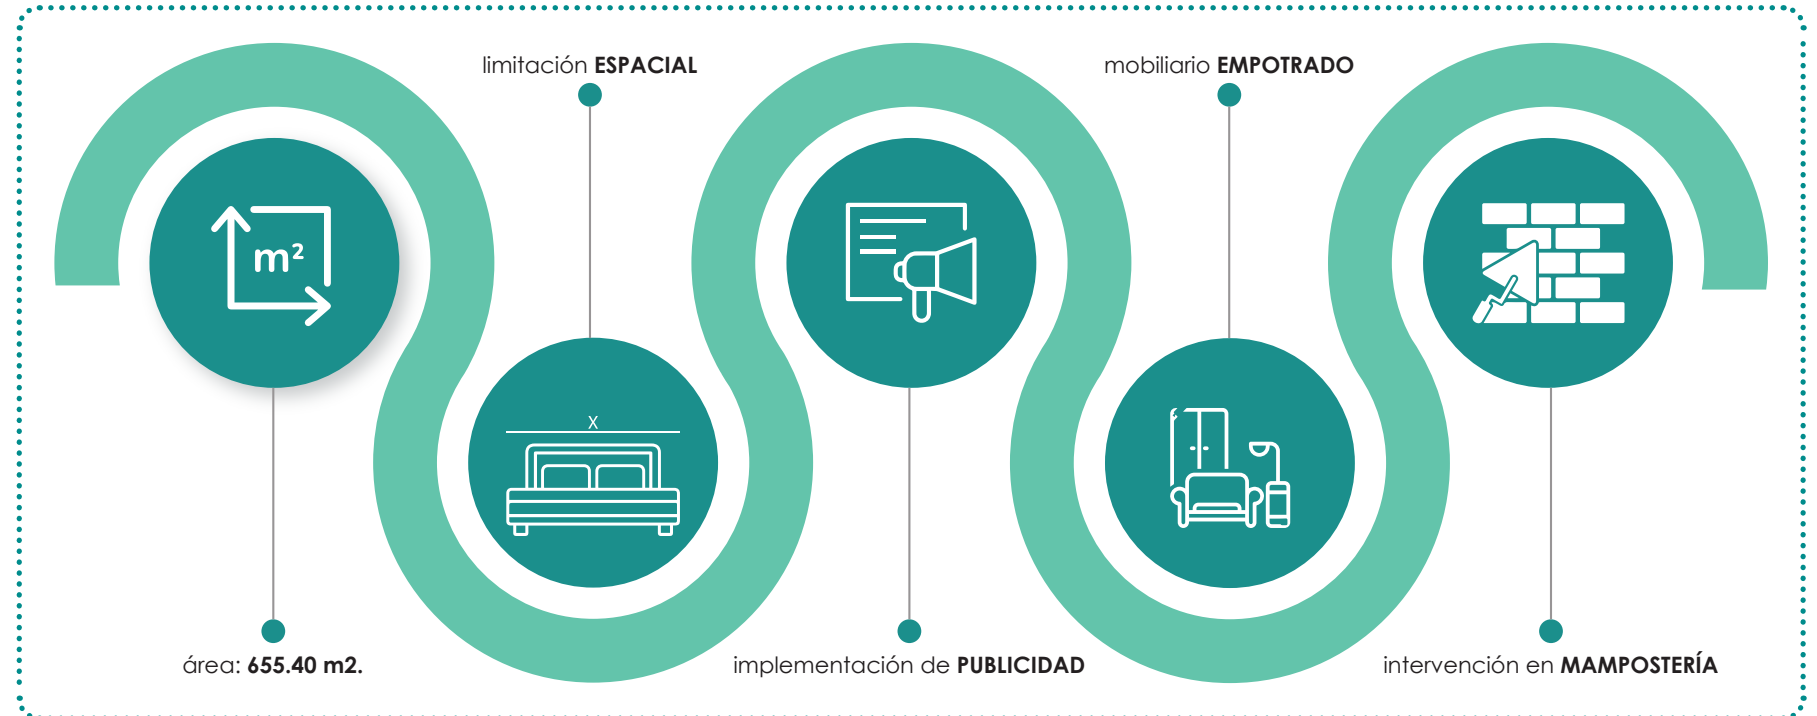 limitación ESPACIAL
mobiliario EMPOTRADO
m²
X
área: 655.40 m2.
implementación de PUBLICIDAD
intervención en MAMPOSTERÍA